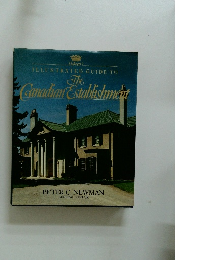 ILLUSTRATED GUIDE TO
The
Canadian Establishment
PETER C. NEWMAN